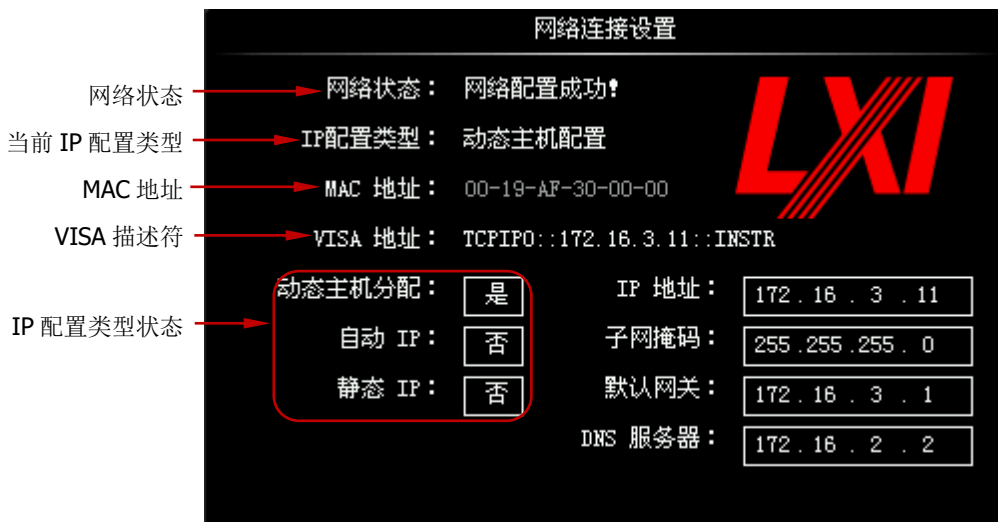 网络连接设置
网络状态 网络状态： 网络配置成功!
当前 IP 配置类型 IP配置类型： 动态主机配置
MAC 地址 MAC 地址： 00-19-AF-30-00-00
VISA 描述符 VISA 地址： TCPIP0::172.16.3.11::INSTR
LXI
动态主机分配： 是 IP 地址： 172.16.3.11
IP 配置类型状态
自动 IP： 否 子网掩码： 255.255.255.0
静态 IP： 否 默认网关： 172.16.3.1
DNS 服务器： 172.16.2.2